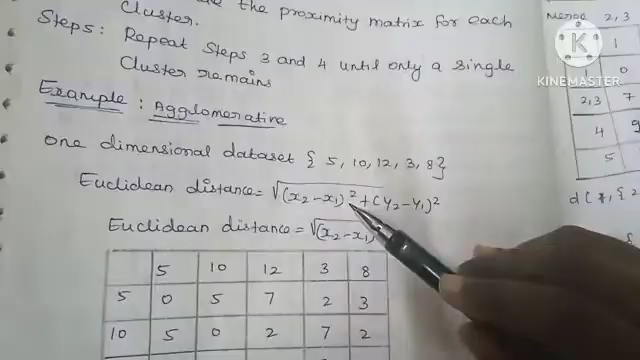 the proximity matrix for each
Cluster.
Steps: Repeat Steps 3 and 4 until only a single
Cluster remains
Example : Agglomerative
One dimensional dataset { 5, 10, 12, 3, 8}
Euclidean distance = √(x2-x1)²+(y2-y1)²
Euclidean distance = √(x2-x1)
5 10 12 3 8
5 0 5 7 2 3
10 5 0 2 7 2
2, 3
1
0
2,3 7
4 9
5
KINEMASTER